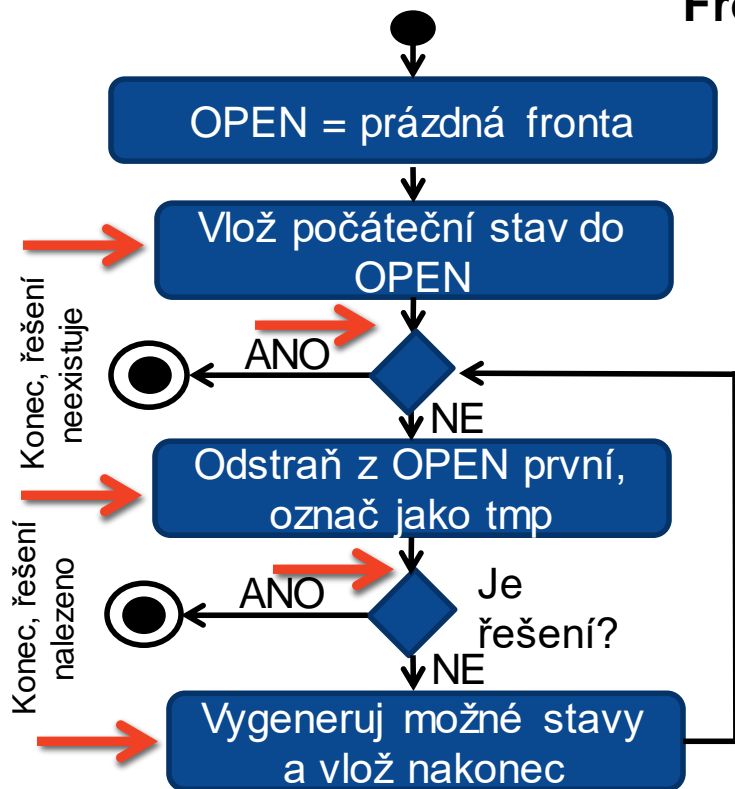 Fr
OPEN = prázdná fronta
Vlož počáteční stav do
OPEN
Konec, řešení
neexistuje
ANO
NE
Odstraň z OPEN první,
označ jako tmp
Konec, řešení
nalezeno
ANO
Je
řešení?
NE
Vygeneruj možné stavy
a vlož nakonec